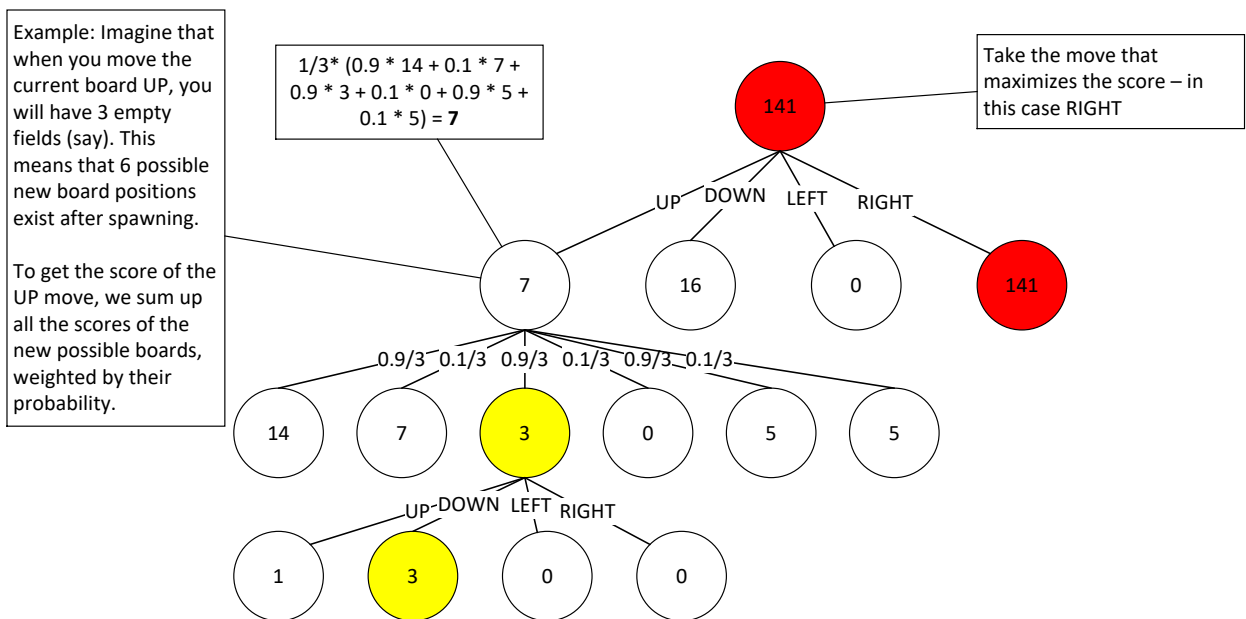 Example: Imagine that
when you move the
current board UP, you
will have 3 empty
fields (say). This
means that 6 possible
new board positions
exist after spawning.
To get the score of the
UP move, we sum up
all the scores of the
new possible boards,
weighted by their
probability.
1/3* (0.9 * 14 + 0.1 * 7 +
0.9 * 3 + 0.1 * 0 + 0.9 * 5 +
0.1 * 5) = 7
141
Take the move that
maximizes the score – in
this case RIGHT
UP DOWN LEFT RIGHT
7 16 0 141
0.9/3 0.1/3 0.9/3 0.1/3 0.9/3 0.1/3
14 7 3 0 5 5
UP DOWN LEFT RIGHT
1 3 0 0